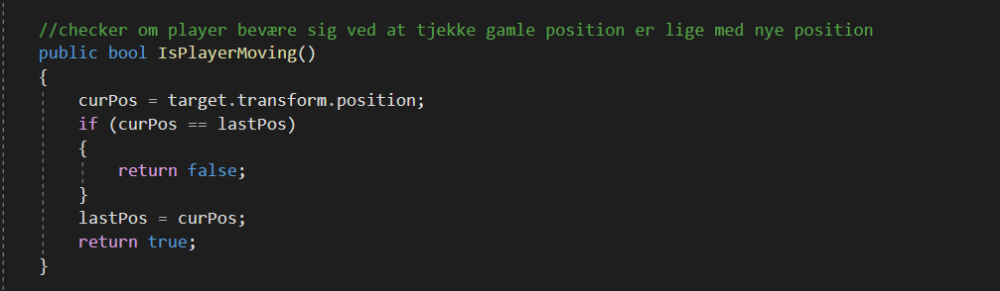 //checker om player bevære sig ved at tjekke gamle position er lige med nye position
public bool IsPlayerMoving()
{
curPos = target.transform.position;
if (curPos == lastPos)
{
return false;
}
lastPos = curPos;
return true;
}